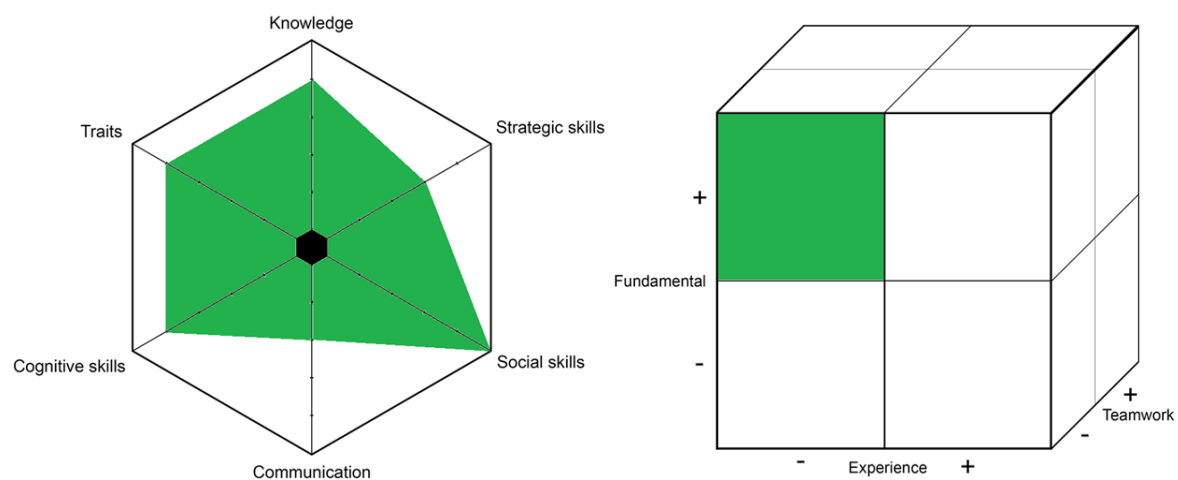 Knowledge
Traits
Strategic skills
Cognitive skills
Social skills
Communication
+
Fundamental
-
- Experience +
+
Teamwork
-